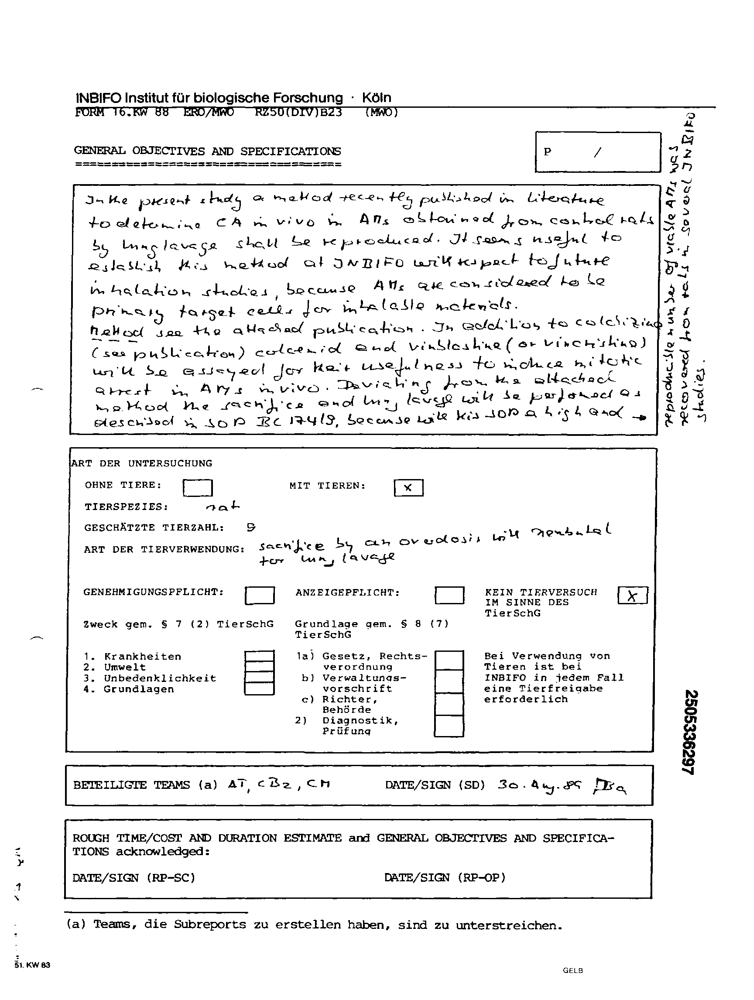 INBIFO Institut für biologische Forschung · Köln
FORM 16.KW 88 ERO/MWO RZ50(DIV)B23 (MWO)
GENERAL OBJECTIVES AND SPECIFICATIONS
P /
In the present study a method recently published in literature
to determine CA in vivo in AMs obtained from control rats
by lung lavage shall be reproduced. It seems useful to
establish this method at INBIFO with respect to future
inhalation studies, because AMs are considered to be
primary target cells for inhalable materials.
Method see the attached publication. In addition to colchizine
(see publication) colcemid and vinblastine (or vinchistine)
will be assayed for their usefulness to induce mitotic
arrest in AMs in vivo. Deviating from the attached
method the sacrifice and lung lavage will be performed as
described in SOP BC 174/9, because with this SOP a high and →
reproducible number of viable AMs was
recovered from rats in several INBIFO
studies.
ART DER UNTERSUCHUNG
OHNE TIERE: MIT TIEREN: x
TIERSPEZIES: rat
GESCHÄTZTE TIERZAHL: 9
ART DER TIERVERWENDUNG: sacrifice by an overdosis with Nembutal
for lung lavage
GENEHMIGUNGSPFLICHT: ANZEIGEPFLICHT: KEIN TIERVERSUCH X
IM SINNE DES
TierSchG
Zweck gem. § 7 (2) TierSchG Grundlage gem. § 8 (7)
TierSchG
1. Krankheiten 1a) Gesetz, Rechts- Bei Verwendung von
2. Umwelt verordnung Tieren ist bei
3. Unbedenklichkeit b) Verwaltungs- INBIFO in jedem Fall
4. Grundlagen vorschrift eine Tierfreigabe
c) Richter, erforderlich
Behörde
2) Diagnostik,
Prüfung
2505336297
BETEILIGTE TEAMS (a) AT, CB2, CM DATE/SIGN (SD) 30. Aug. 89
ROUGH TIME/COST AND DURATION ESTIMATE and GENERAL OBJECTIVES AND SPECIFICA-
TIONS acknowledged:
DATE/SIGN (RP-SC) DATE/SIGN (RP-OP)
(a) Teams, die Subreports zu erstellen haben, sind zu unterstreichen.
51. KW 83
GELB